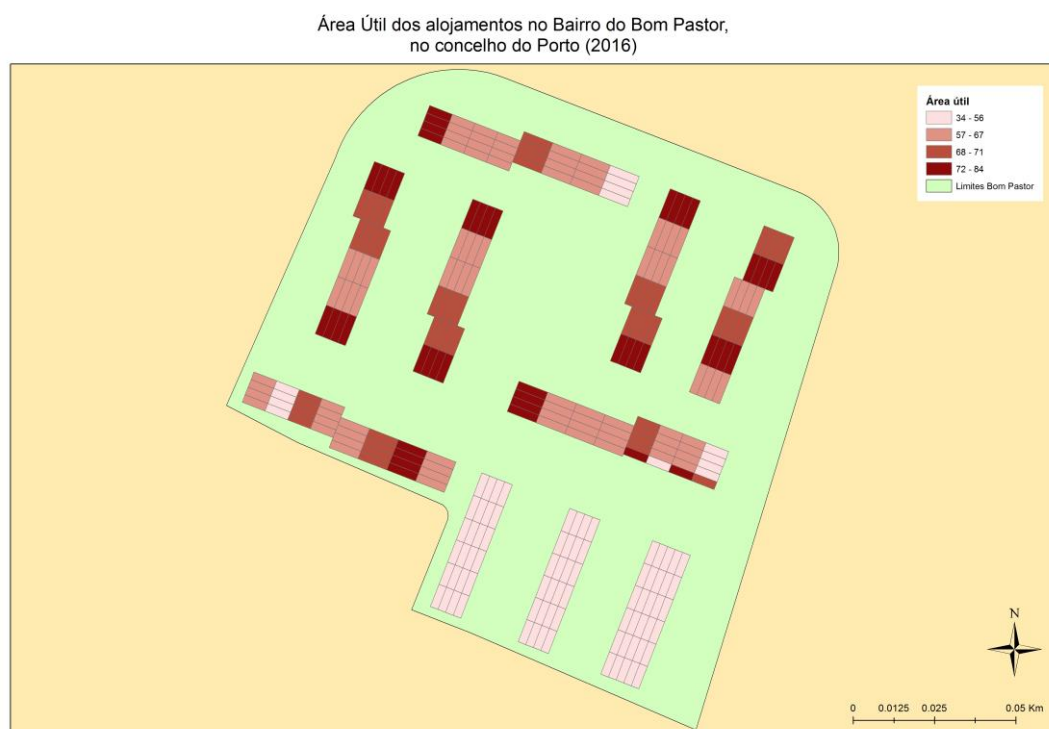 Área Útil dos alojamentos no Bairro do Bom Pastor,
no concelho do Porto (2016)
Área útil
34 - 56
57 - 67
68 - 71
72 - 84
Limites Bom Pastor
N
0 0.0125 0.025 0.05 Km